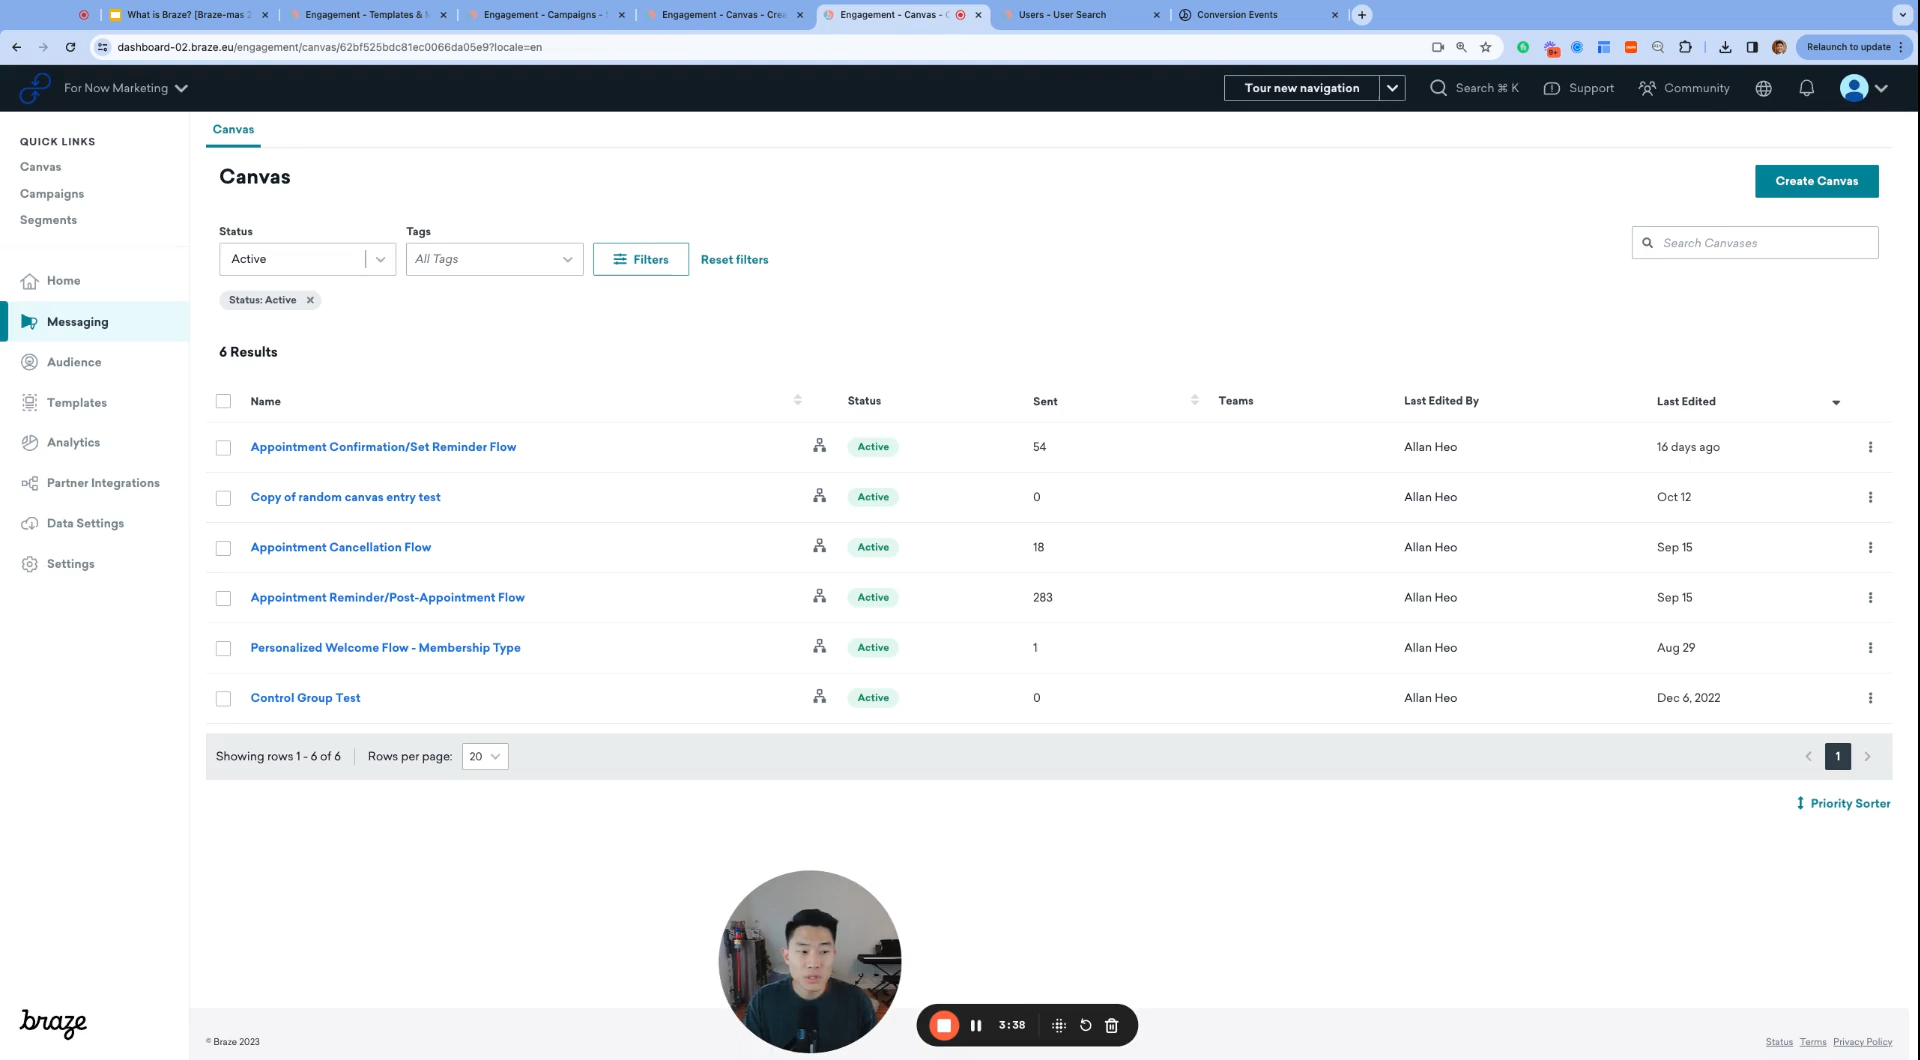 What is Braze? [Braze-mas 2
Engagement - Templates & M
Engagement - Campaigns -
Engagement - Canvas - Crea
Engagement - Canvas - C
Users - User Search
Conversion Events
dashboard-02.braze.eu/engagement/canvas/62bf525bdc81ec0066da05e9?locale=en
9+
Relaunch to update
For Now Marketing
Tour new navigation
Search ⌘ K
Support
Community
QUICK LINKS
Canvas
Campaigns
Segments
Home
Messaging
Audience
Templates
Analytics
Partner Integrations
Data Settings
Settings
braze
Canvas
Canvas
Create Canvas
Status
Tags
Active
All Tags
Filters
Reset filters
Search Canvases
Status: Active
6 Results
Name Status Sent Teams Last Edited By Last Edited
Appointment Confirmation/Set Reminder Flow Active 54 Allan Heo 16 days ago
Copy of random canvas entry test Active 0 Allan Heo Oct 12
Appointment Cancellation Flow Active 18 Allan Heo Sep 15
Appointment Reminder/Post-Appointment Flow Active 283 Allan Heo Sep 15
Personalized Welcome Flow - Membership Type Active 1 Allan Heo Aug 29
Control Group Test Active 0 Allan Heo Dec 6, 2022
Showing rows 1 - 6 of 6 Rows per page: 20 1
Priority Sorter
3:38
© Braze 2023
Status Terms Privacy Policy